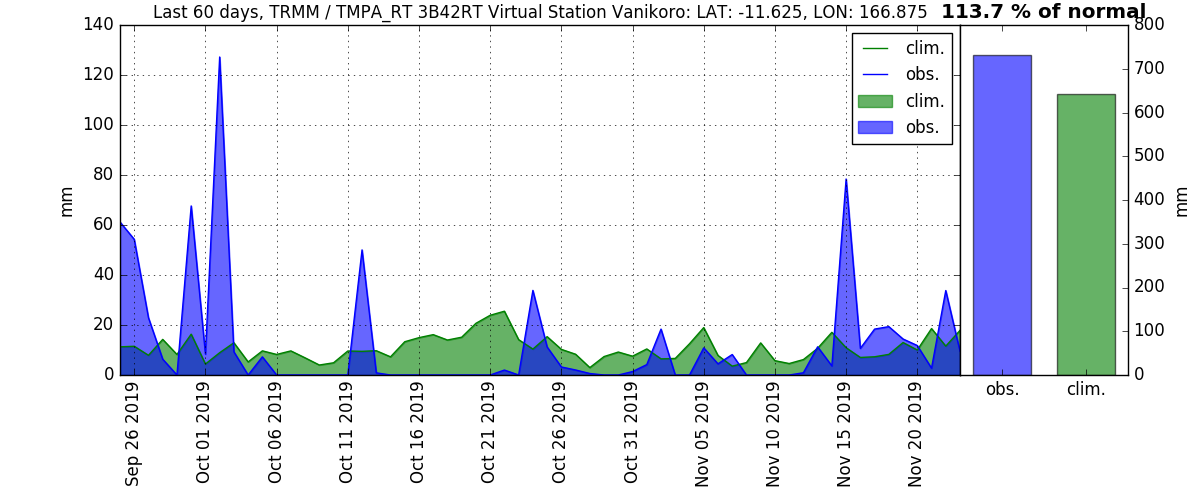 Last 60 days, TRMM / TMPA_RT 3B42RT Virtual Station Vanikoro: LAT: -11.625, LON: 166.875 113.7 % of normal
140
120
100
80
60
40
20
0
mm
clim.
obs.
clim.
obs.
Sep 26 2019
Oct 01 2019
Oct 06 2019
Oct 11 2019
Oct 16 2019
Oct 21 2019
Oct 26 2019
Oct 31 2019
Nov 05 2019
Nov 10 2019
Nov 15 2019
Nov 20 2019
800
700
600
500
400
300
200
100
0
mm
obs.
clim.